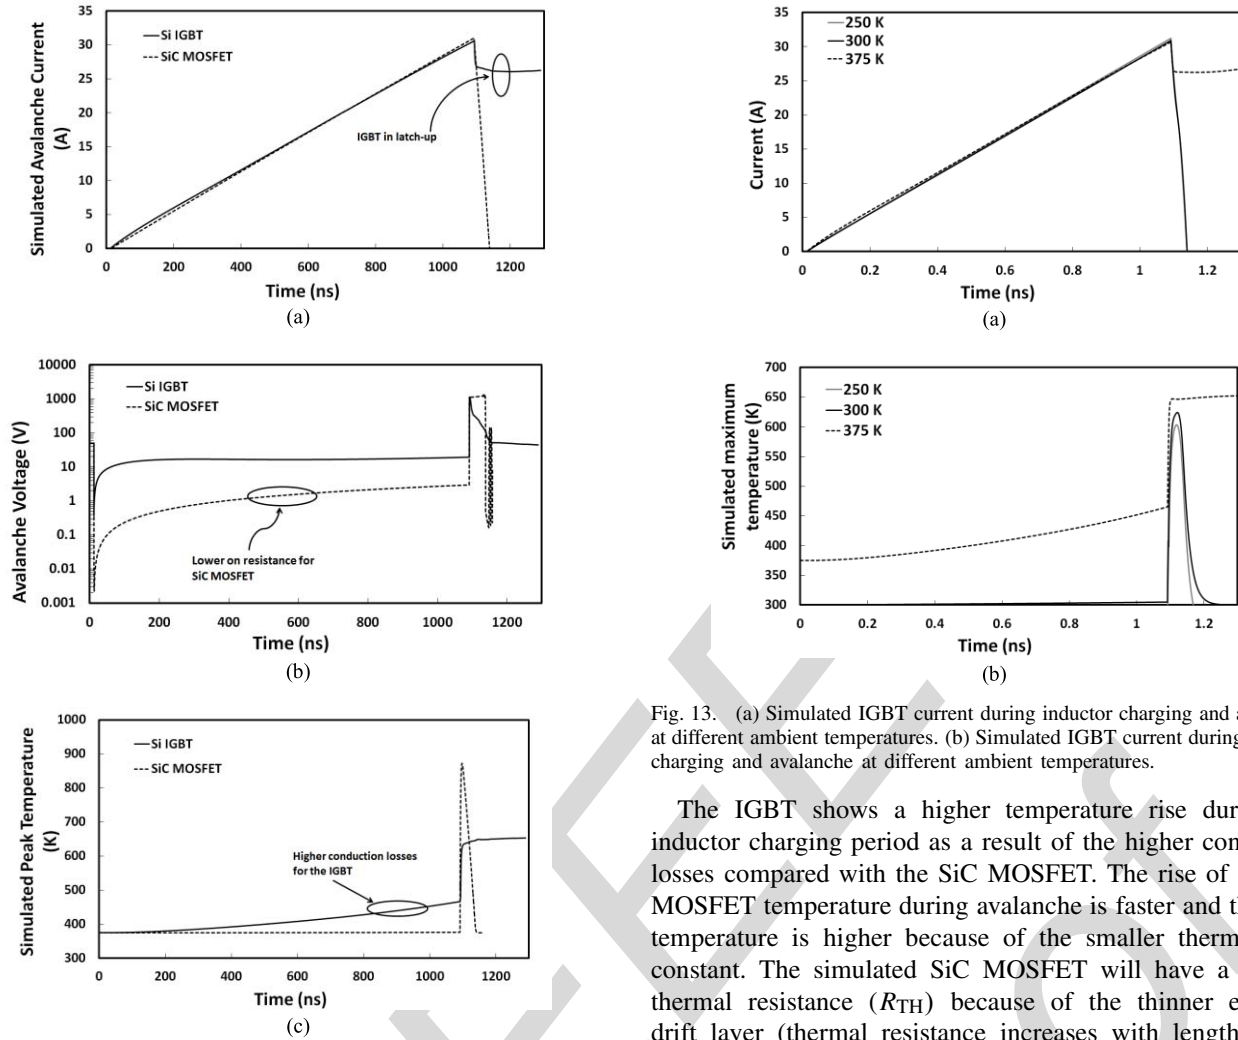 35
30
25
20
15
10
5
0
Simulated Avalanche Current
(A)
Si IGBT
SiC MOSFET
IGBT in latch-up
0 200 400 600 800 1000 1200
Time (ns)
(a)
10000
1000
100
10
1
0.1
0.01
0.001
Avalanche Voltage (V)
Si IGBT
SiC MOSFET
Lower on resistance for
SiC MOSFET
0 200 400 600 800 1000 1200
Time (ns)
(b)
1000
900
800
700
600
500
400
300
Simulated Peak Temperature
(K)
Si IGBT
SiC MOSFET
Higher conduction losses
for the IGBT
0 200 400 600 800 1000 1200
Time (ns)
(c)
35
30
25
20
15
10
5
0
Current (A)
250 K
300 K
375 K
0 0.2 0.4 0.6 0.8 1 1.2
Time (ns)
(a)
700
650
600
550
500
450
400
350
300
Simulated maximum
temperature (K)
250 K
300 K
375 K
0 0.2 0.4 0.6 0.8 1 1.2
Time (ns)
(b)
Fig. 13. (a) Simulated IGBT current during inductor charging and a
at different ambient temperatures. (b) Simulated IGBT current during
charging and avalanche at different ambient temperatures.
The IGBT shows a higher temperature rise dur
inductor charging period as a result of the higher con
losses compared with the SiC MOSFET. The rise of
MOSFET temperature during avalanche is faster and th
temperature is higher because of the smaller therm
constant. The simulated SiC MOSFET will have a
thermal resistance (RTH) because of the thinner e
drift layer (thermal resistance increases with length